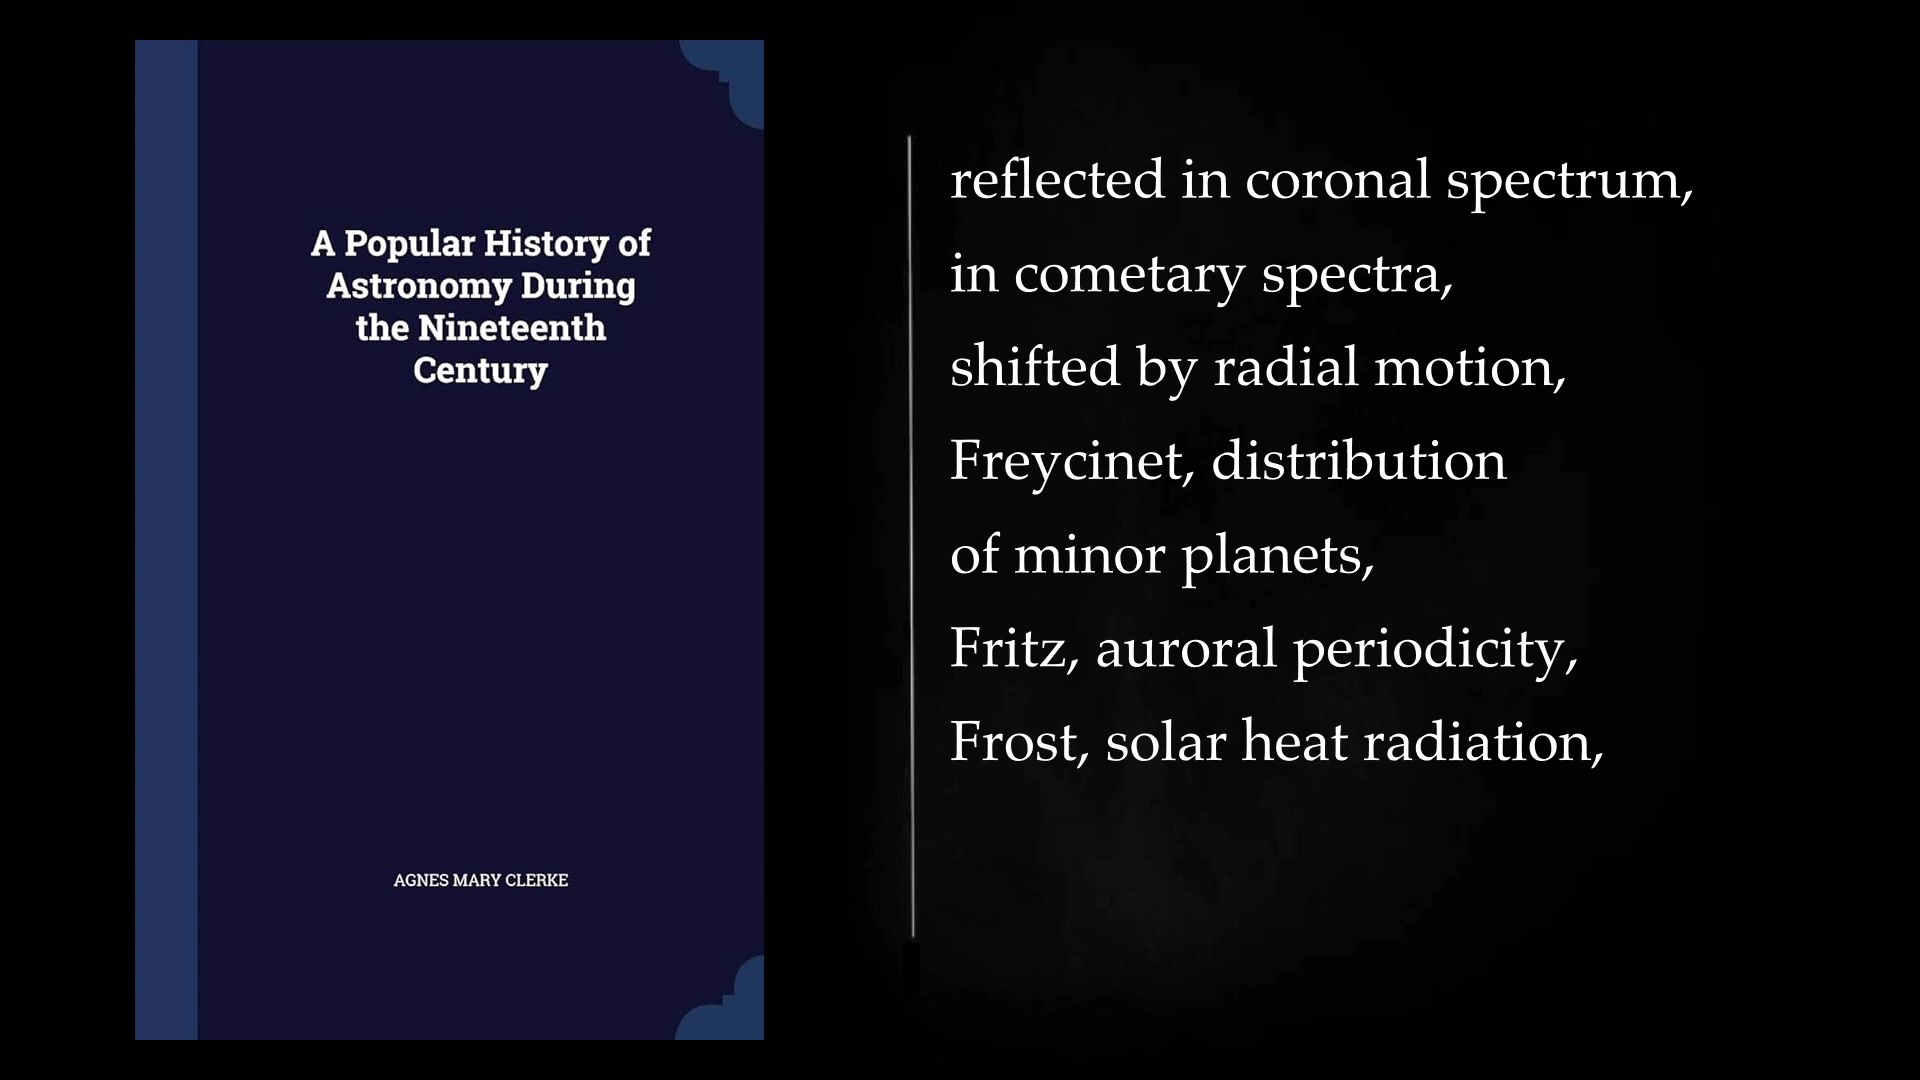 A Popular History of
Astronomy During
the Nineteenth
Century
AGNES MARY CLERKE
reflected in coronal spectrum,
in cometary spectra,
shifted by radial motion,
Freycinet, distribution
of minor planets,
Fritz, auroral periodicity,
Frost, solar heat radiation,